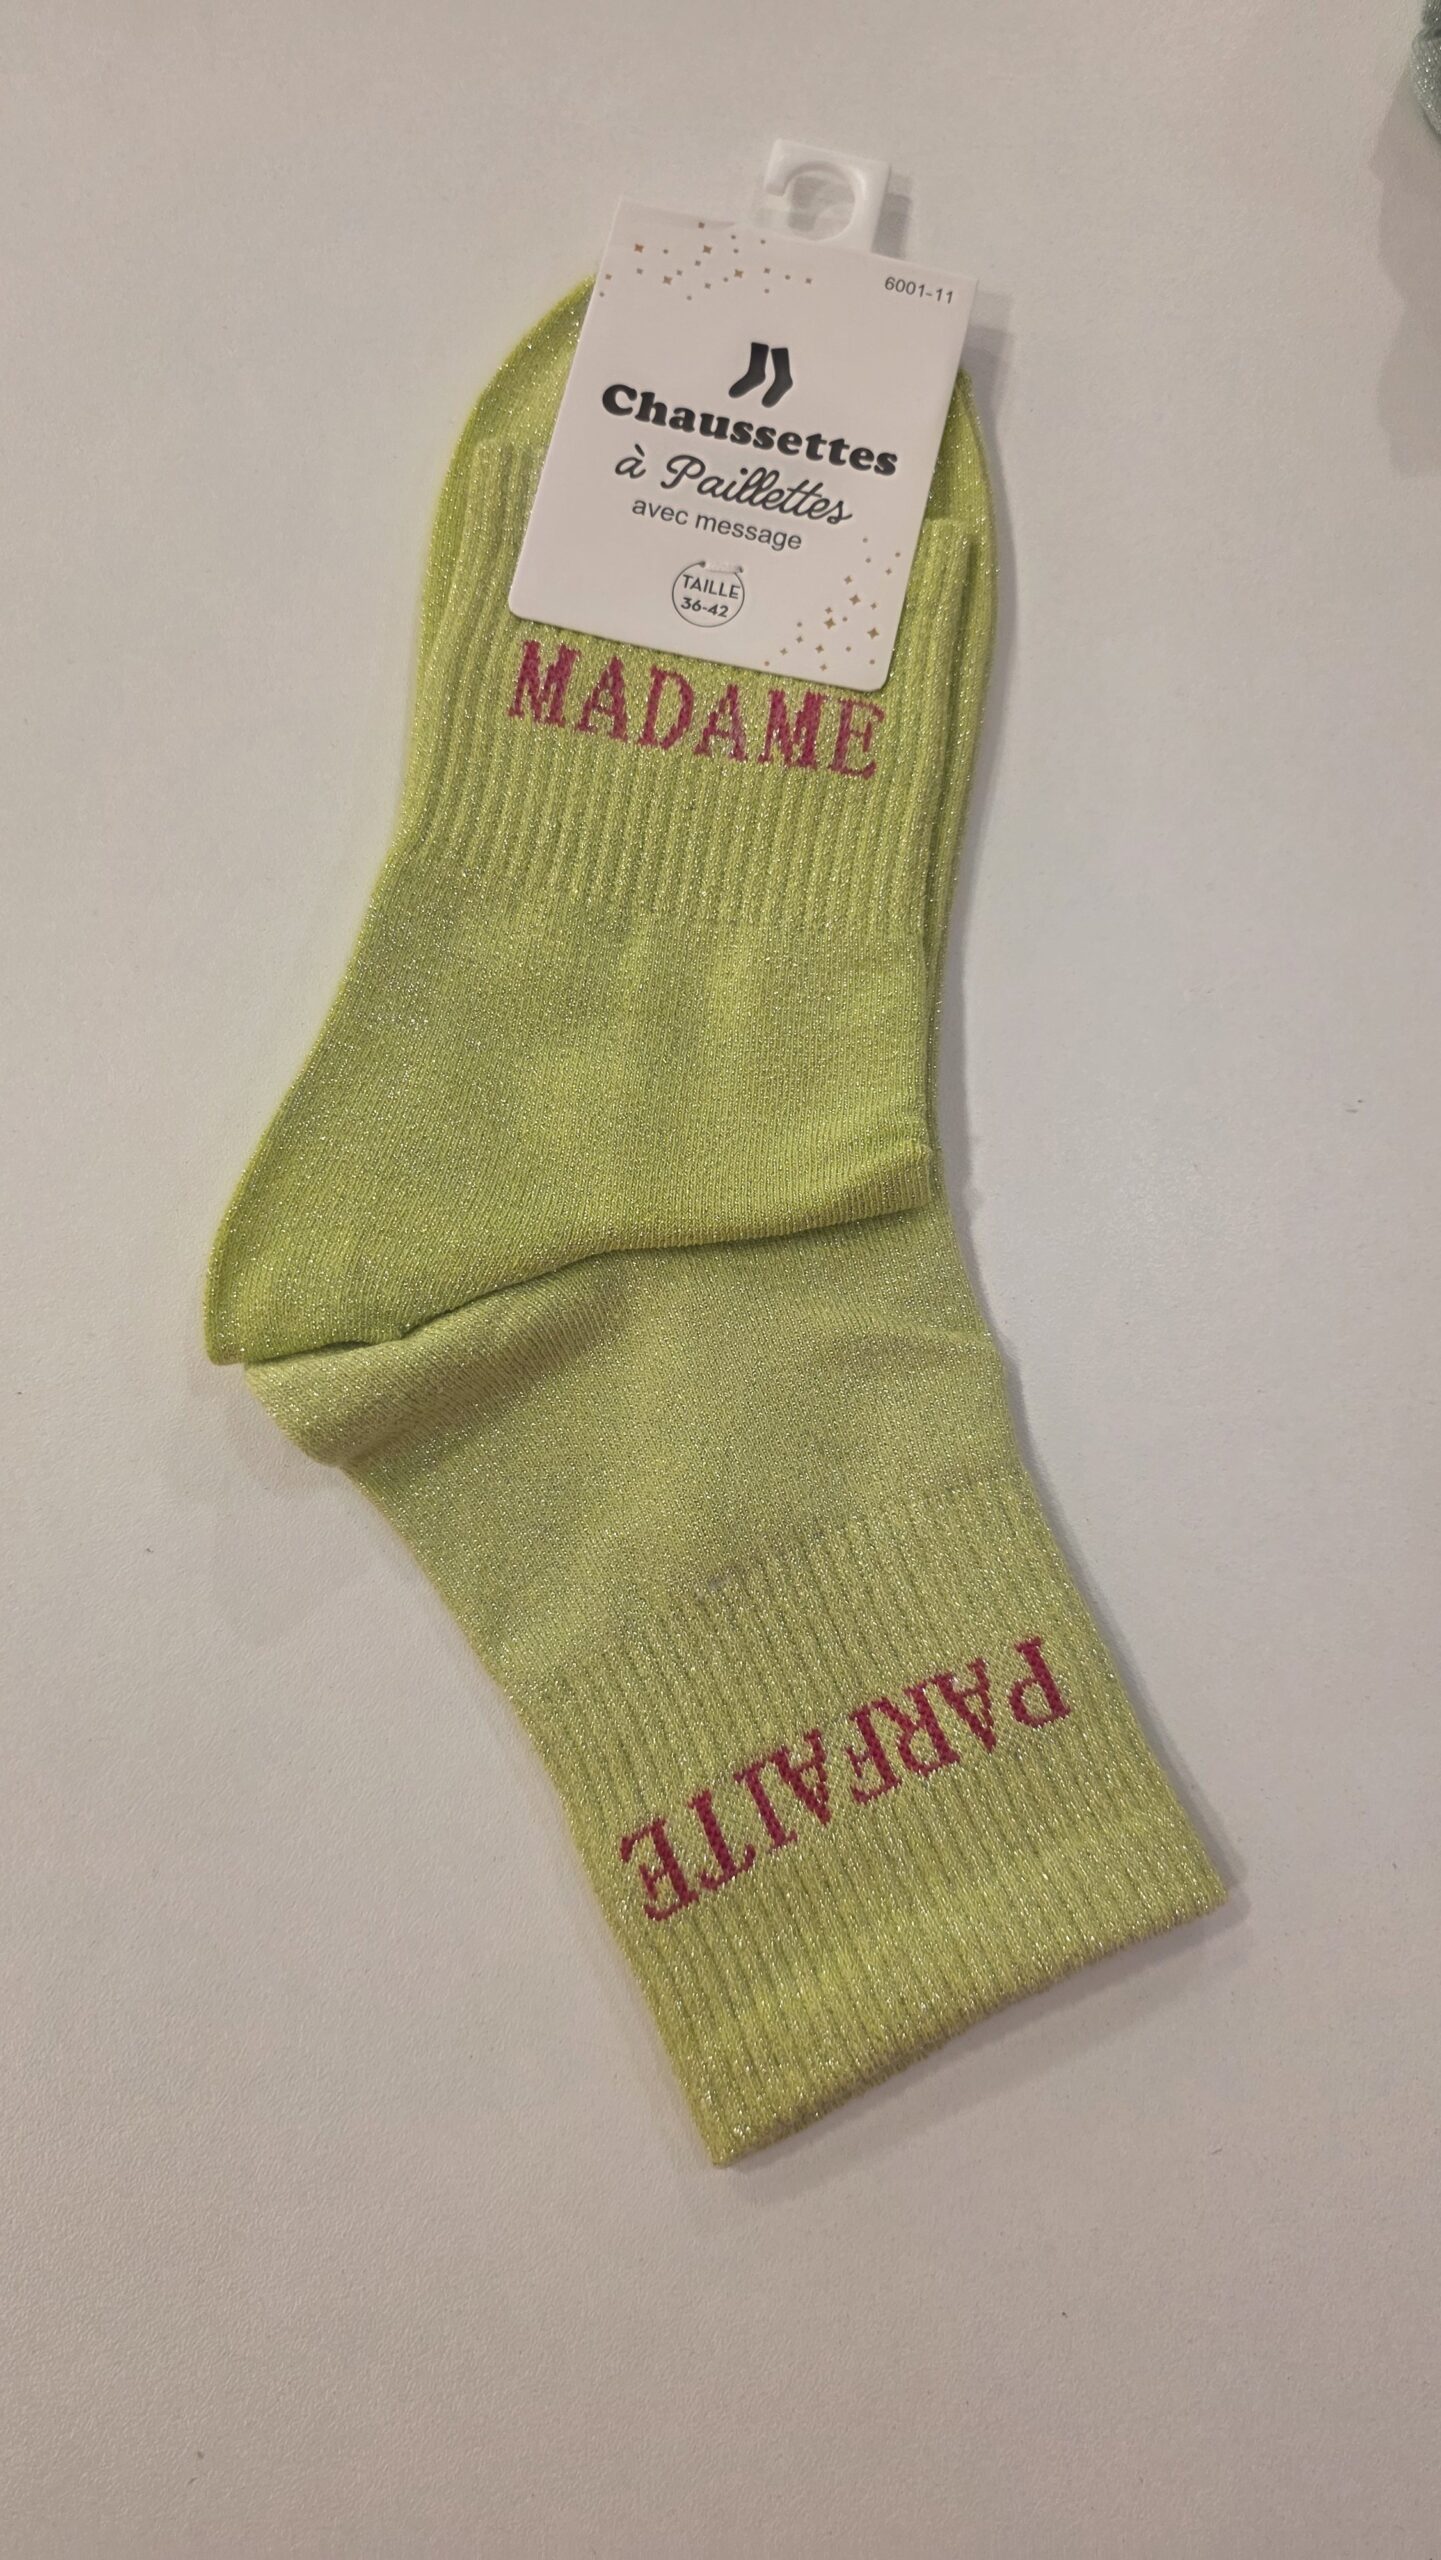 6001-11
Chaussettes
à Paillettes
avec message
TAILLE
36-42
MADAME
PARFAITE